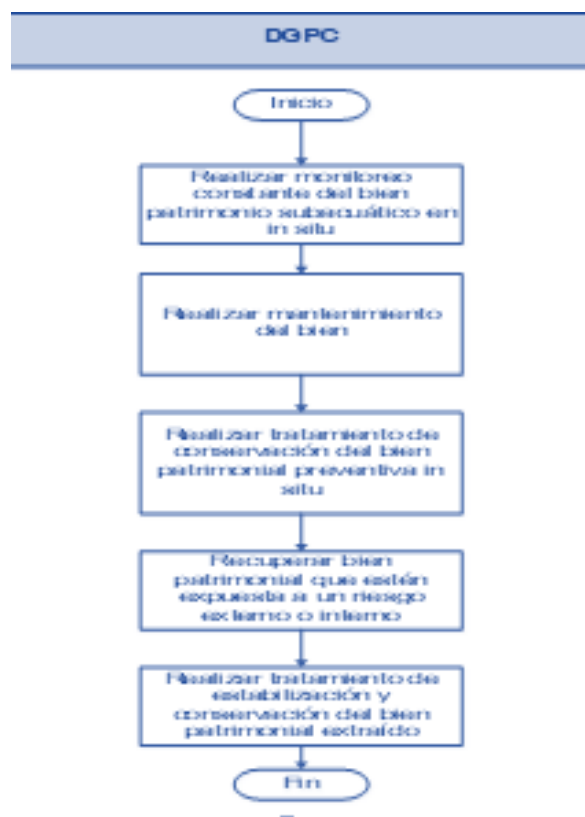 DGPC
Inicio
Realizar monitoreo
constante del bien
patrimonio subacuático en
in situ
Realizar mantenimiento
del bien
Realizar tratamiento de
conservación del bien
patrimonial preventiva in
situ
Recuperar bien
patrimonial que estén
expuesta a un riesgo
externo o interno
Realizar tratamiento de
estabilización y
conservación del bien
patrimonial extraído
Fin